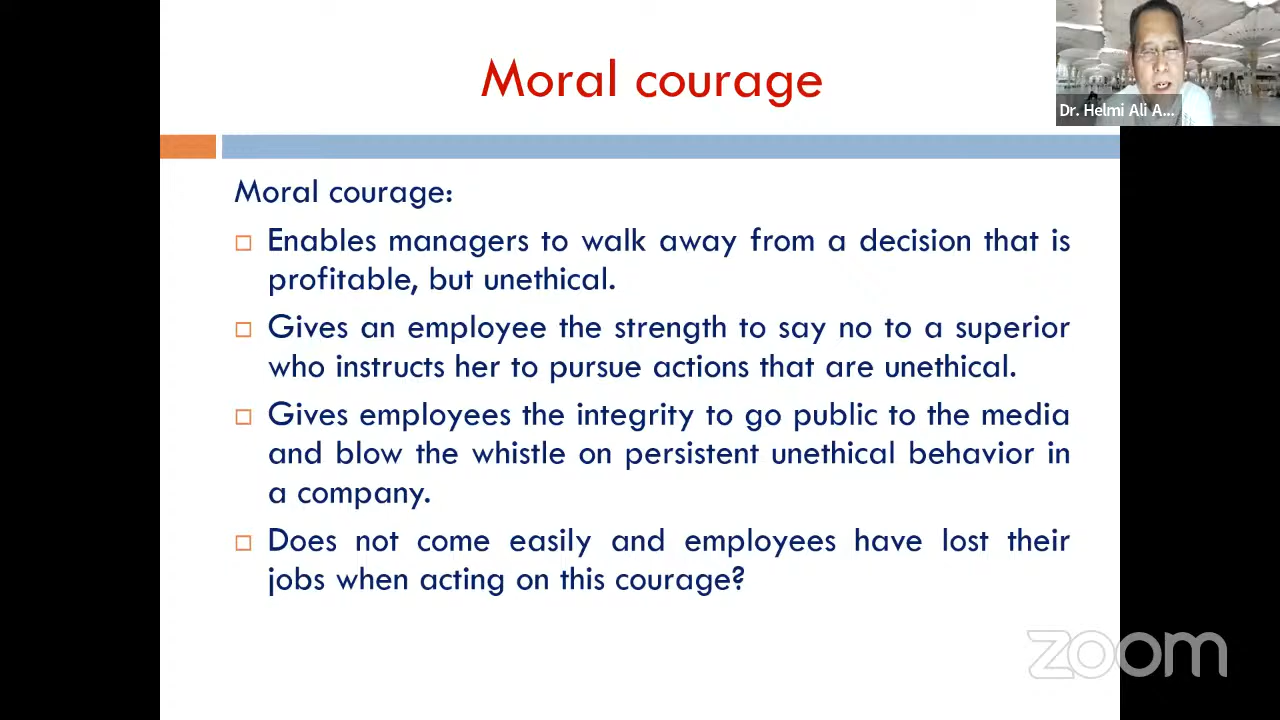 Moral courage
Dr. Helmi Ali A...
Moral courage:
Enables managers to walk away from a decision that is
profitable, but unethical.
Gives an employee the strength to say no to a superior
who instructs her to pursue actions that are unethical.
Gives employees the integrity to go public to the media
and blow the whistle on persistent unethical behavior in
a company.
Does not come easily and employees have lost their
jobs when acting on this courage?
zoom